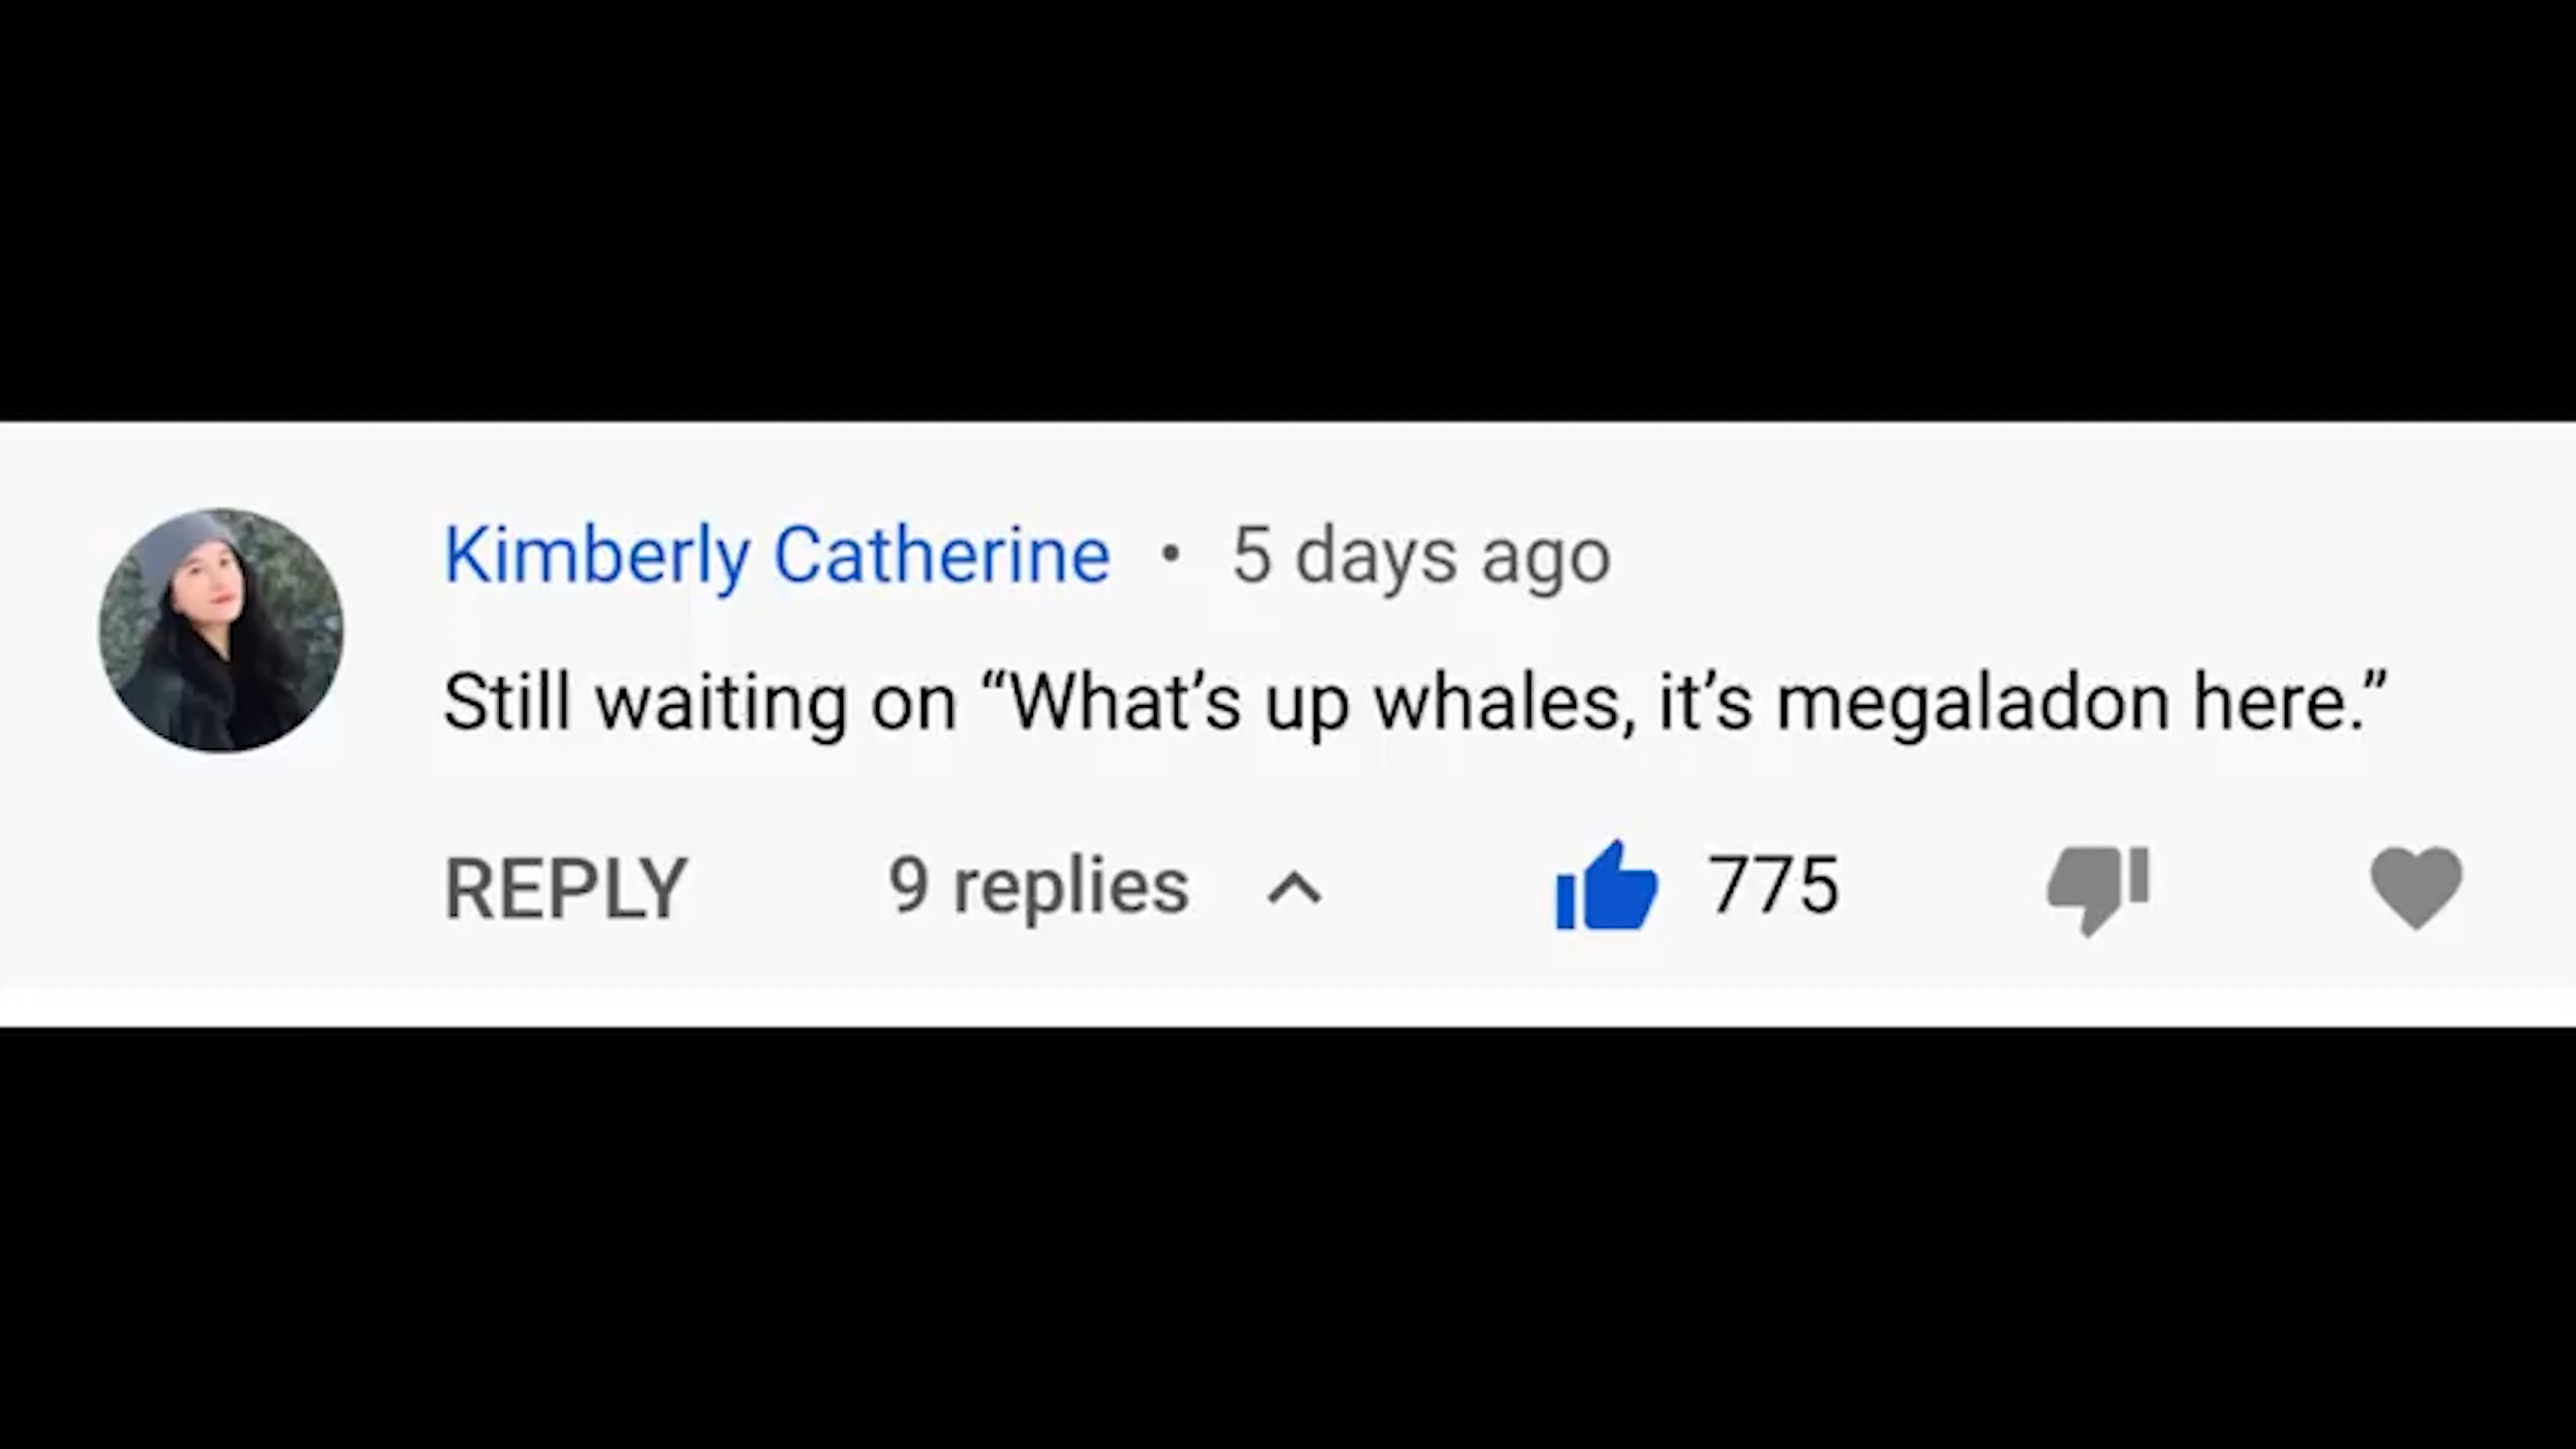 Kimberly Catherine • 5 days ago
Still waiting on “What’s up whales, it’s megaladon here.”
REPLY 9 replies 775